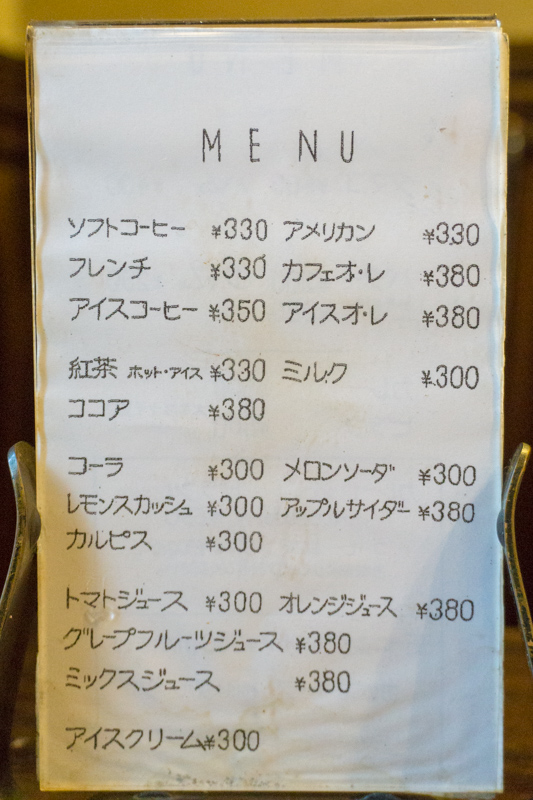 MENU
ソフトコーヒー ¥330 アメリカン ¥330
フレンチ ¥330 カフェオ・レ ¥380
アイスコーヒー ¥350 アイスオ・レ ¥380
紅茶 ホット・アイス ¥330 ミルク ¥300
ココア ¥380
コーラ ¥300 メロンソーダ ¥300
レモンスカッシュ ¥300 アップルサイダー ¥380
カルピス ¥300
トマトジュース ¥300 オレンジジュース ¥380
グレープフルーツジュース ¥380
ミックスジュース ¥380
アイスクリーム ¥300